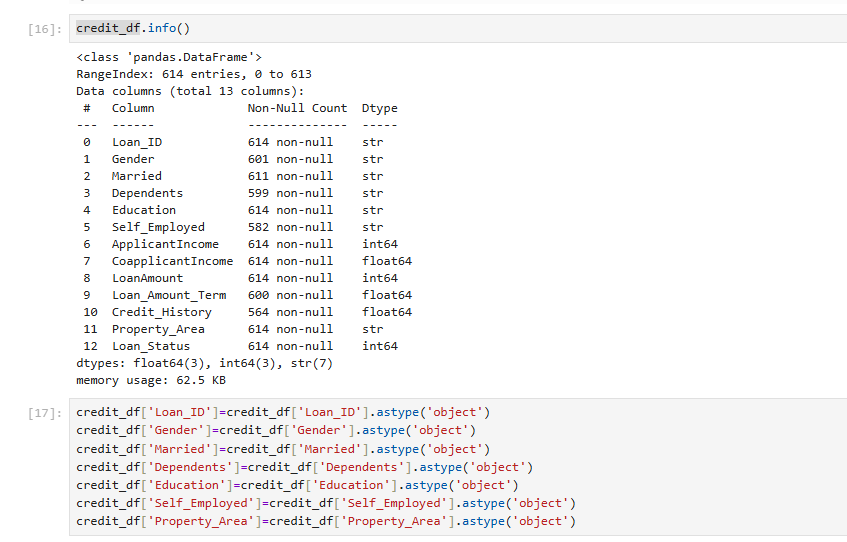 [16]: credit_df.info()
<class 'pandas.DataFrame'>
RangeIndex: 614 entries, 0 to 613
Data columns (total 13 columns):
 #   Column             Non-Null Count  Dtype
---  ------             --------------  -----
 0   Loan_ID            614 non-null    str
 1   Gender             601 non-null    str
 2   Married            611 non-null    str
 3   Dependents         599 non-null    str
 4   Education          614 non-null    str
 5   Self_Employed      582 non-null    str
 6   ApplicantIncome    614 non-null    int64
 7   CoapplicantIncome  614 non-null    float64
 8   LoanAmount         614 non-null    int64
 9   Loan_Amount_Term   600 non-null    float64
 10  Credit_History     564 non-null    float64
 11  Property_Area      614 non-null    str
 12  Loan_Status        614 non-null    int64
dtypes: float64(3), int64(3), str(7)
memory usage: 62.5 KB
[17]: credit_df['Loan_ID']=credit_df['Loan_ID'].astype('object')
credit_df['Gender']=credit_df['Gender'].astype('object')
credit_df['Married']=credit_df['Married'].astype('object')
credit_df['Dependents']=credit_df['Dependents'].astype('object')
credit_df['Education']=credit_df['Education'].astype('object')
credit_df['Self_Employed']=credit_df['Self_Employed'].astype('object')
credit_df['Property_Area']=credit_df['Property_Area'].astype('object')